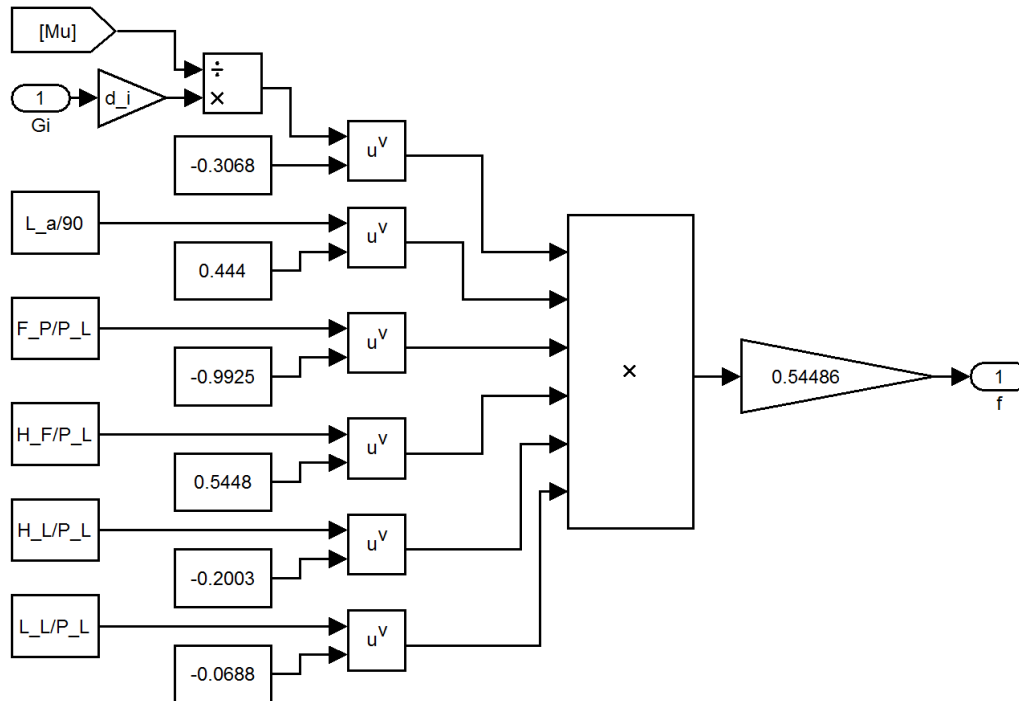 [Mu]
÷
×
1
d_i
Gi
u^v
-0.3068
L_a/90
u^v
0.444
F_P/P_L
u^v
-0.9925
×
1
0.54486
f
H_F/P_L
u^v
0.5448
H_L/P_L
u^v
-0.2003
L_L/P_L
u^v
-0.0688